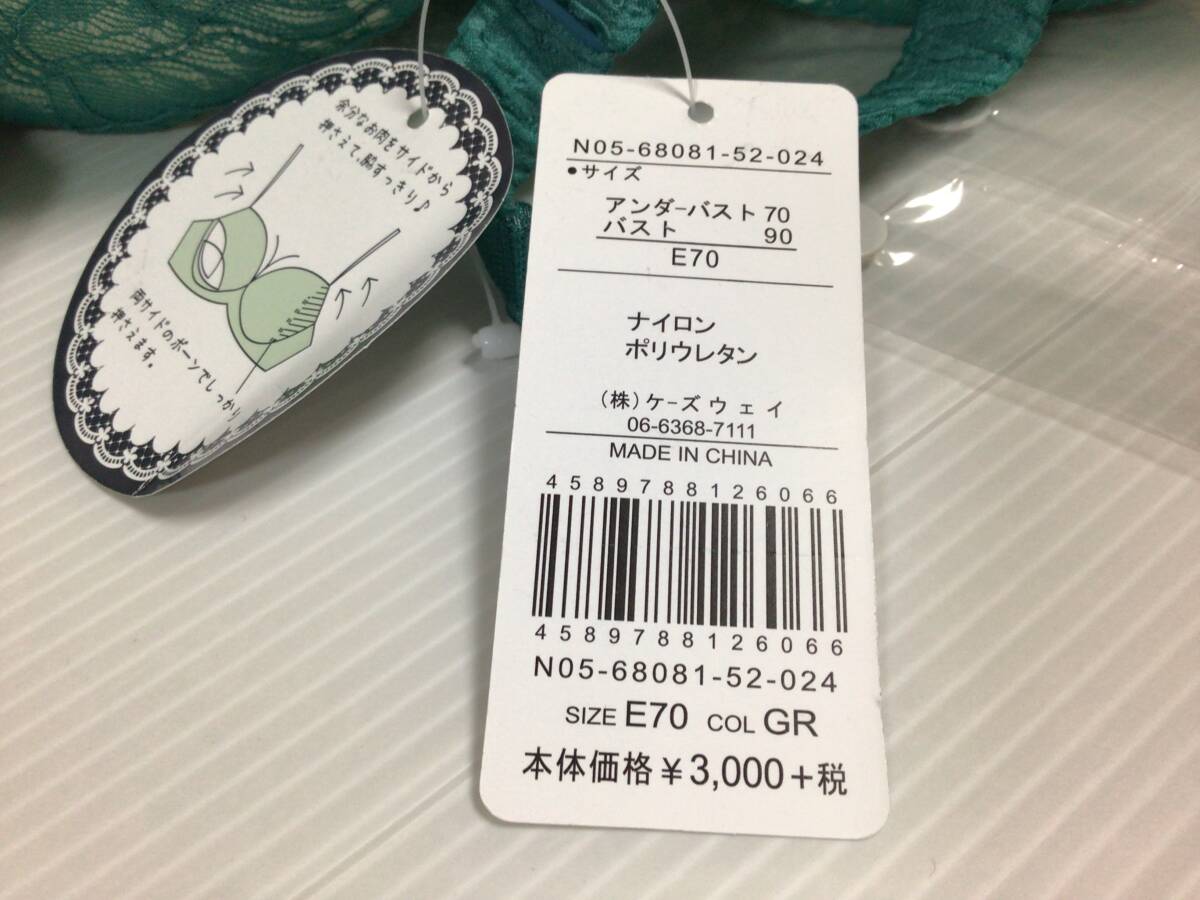 余分なお肉をサイドから
押さえて、脇すっきり♪
両サイドのボーンでしっかり
押さえます。
N05-68081-52-024
•サイズ
アンダーバスト 70
バスト 90
E70
ナイロン
ポリウレタン
(株)ケーズウェイ
06-6368-7111
MADE IN CHINA
4589788126066
4589788126066
N05-68081-52-024
SIZE E70 COL GR
本体価格¥3,000+税